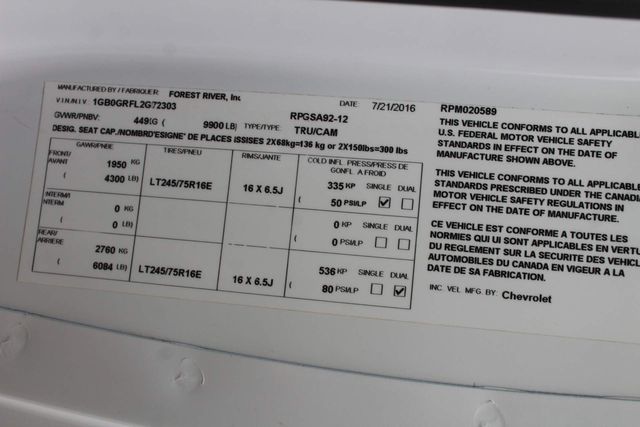 MANUFACTURED BY / FABRIQUER FOREST RIVER, Inc DATE 7/21/2016
V.I.N./N.I.V. 1GB0GRFL2G 72303 RPGSA92-12
GVWR/PNBV: 4491G ( 9900 LB) TYPE/TYPE: TRU/CAM
DESIG. SEAT CAP./NOMBRD'ESIGNE' DE PLACES ISSISES 2X68kg=136 kg or 2X150lbs=300 lbs
GAWR/PNBE TIRES/PNEU RIMS/JANTE COLD INFL PRESS/PRESS DE
GONFL A FROID
FRONT/
AVANT 1950 KG LT245/75R16E 16 X 6.5J 335 KP SINGLE DUAL
( 4300 LB) ( 50 PSI/LP
INTERM/
INTERM 0 KG 0 KP SINGLE DUAL
( 0 LB) ( 0 PSI/LP
REAR/
ARRIERE 2760 KG LT245/75R16E 16 X 6.5J 536 KP SINGLE DUAL
( 6084 LB) ( 80 PSI/LP
RPM020589
THIS VEHICLE CONFORMS TO ALL APPLICABL
U.S. FEDERAL MOTOR VEHICLE SAFETY
STANDARDS IN EFFECT ON THE DATE OF
MANUFACTURE SHOWN ABOVE.
THIS VEHICLE CONFORMS TO ALL APPLICABL
STANDARDS PRESCRIBED UNDER THE CANADIA
MOTOR VEHICLE SAFETY REGULATIONS IN
EFFECT ON THE DATE OF MANUFACTURE.
CE VEHICLE EST CONFORME A TOUTES LES
NORMES QUI UI SONT APPLICABLES EN VERTU
DU REGLEMENT SUR LA SECURITE DES VEHICL
AUTOMOBILES DU CANADA EN VIGEUR A LA
DATE DE SA FABRICATION.
INC. VEL. MFG. BY: Chevrolet